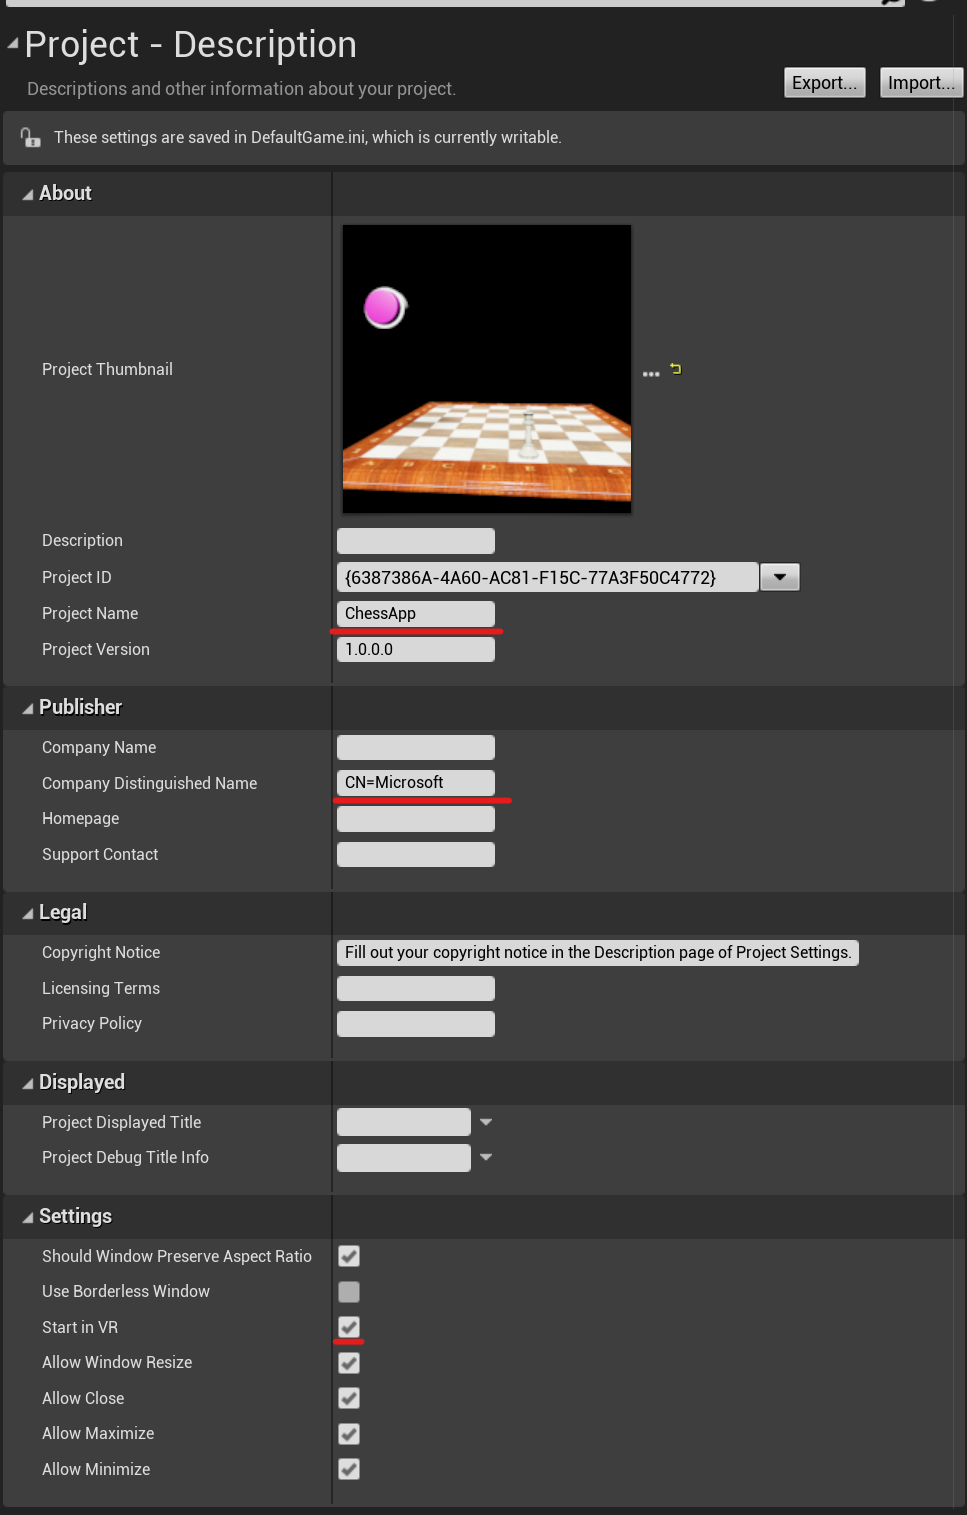 Project - Description
Descriptions and other information about your project.
Export...
Import...
These settings are saved in DefaultGame.ini, which is currently writable.
About
Project Thumbnail
A B C D E F G
Description
Project ID {6387386A-4A60-AC81-F15C-77A3F50C4772}
Project Name ChessApp
Project Version 1.0.0.0
Publisher
Company Name
Company Distinguished Name CN=Microsoft
Homepage
Support Contact
Legal
Copyright Notice Fill out your copyright notice in the Description page of Project Settings.
Licensing Terms
Privacy Policy
Displayed
Project Displayed Title
Project Debug Title Info
Settings
Should Window Preserve Aspect Ratio
Use Borderless Window
Start in VR
Allow Window Resize
Allow Close
Allow Maximize
Allow Minimize